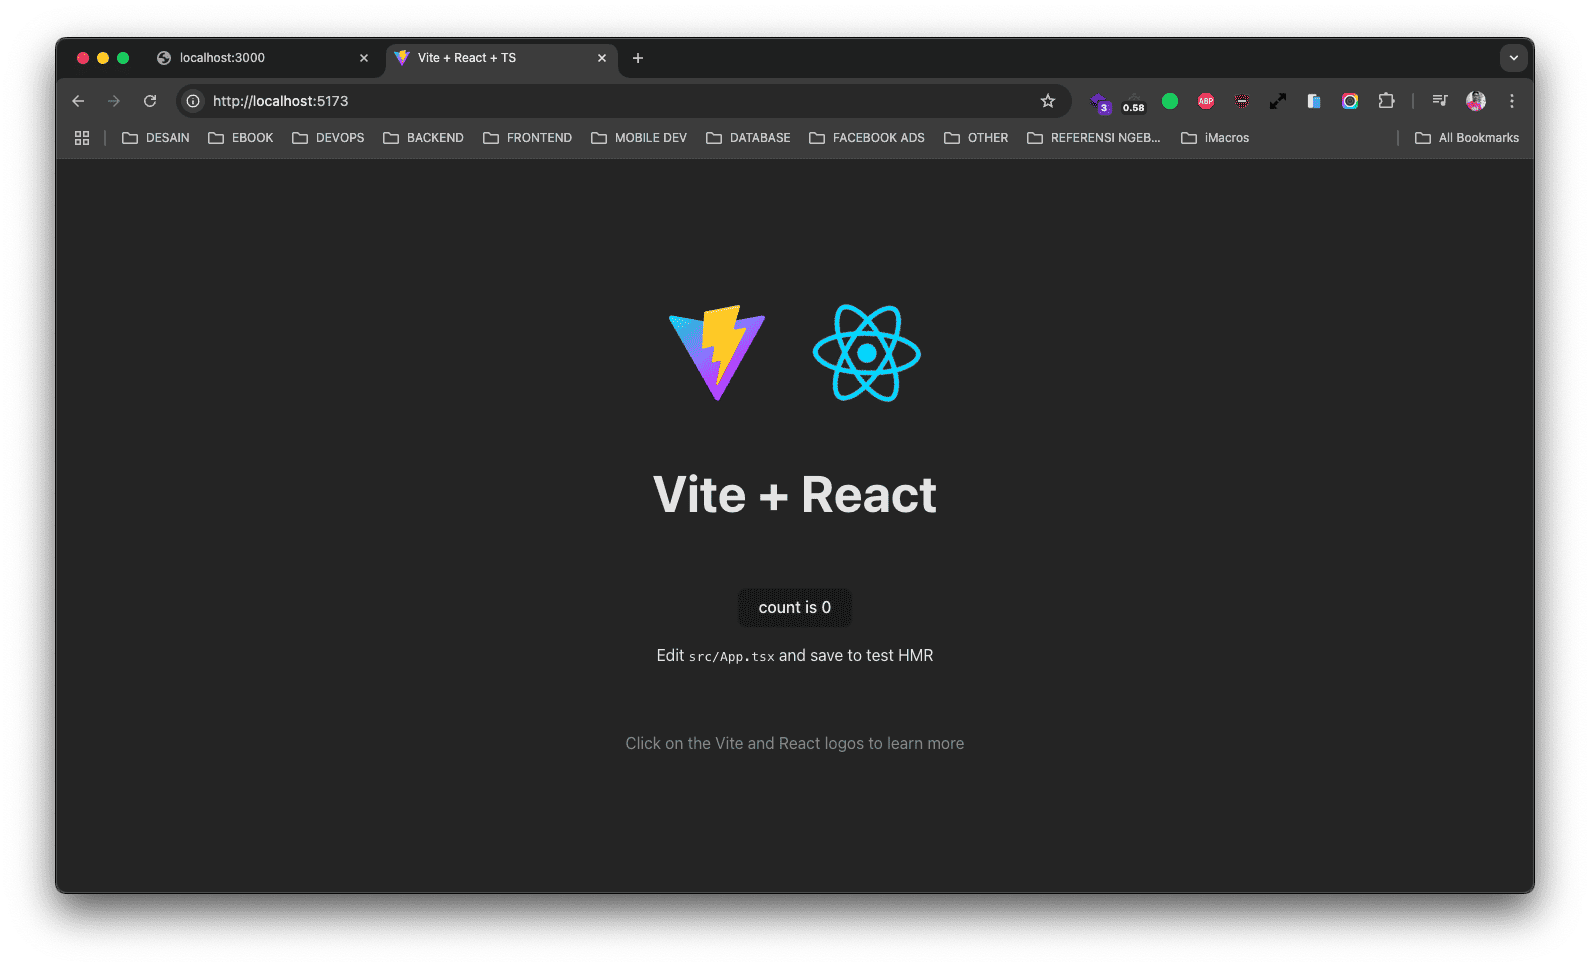 localhost:3000
Vite + React + TS
http://localhost:5173
3
0.58
ABP
DESAIN
EBOOK
DEVOPS
BACKEND
FRONTEND
MOBILE DEV
DATABASE
FACEBOOK ADS
OTHER
REFERENSI NGEB...
iMacros
All Bookmarks
Vite + React
count is 0
Edit src/App.tsx and save to test HMR
Click on the Vite and React logos to learn more